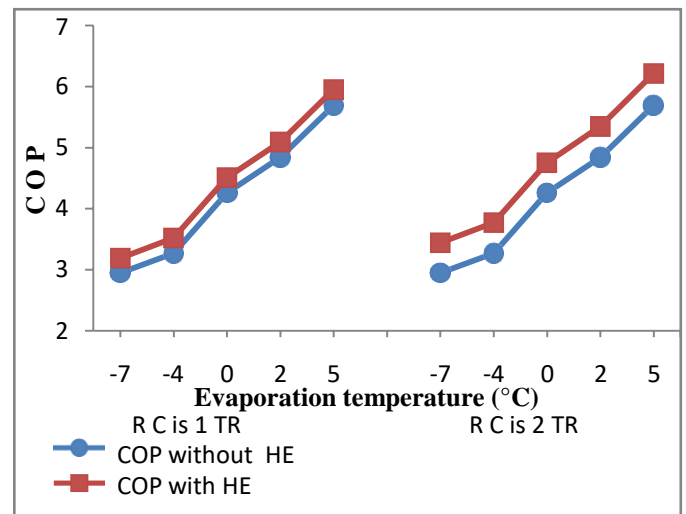 7
6
5
4
3
2
C O P
-7 -4 0 2 5 -7 -4 0 2 5
Evaporation temperature (°C)
R C is 1 TR R C is 2 TR
COP without HE
COP with HE